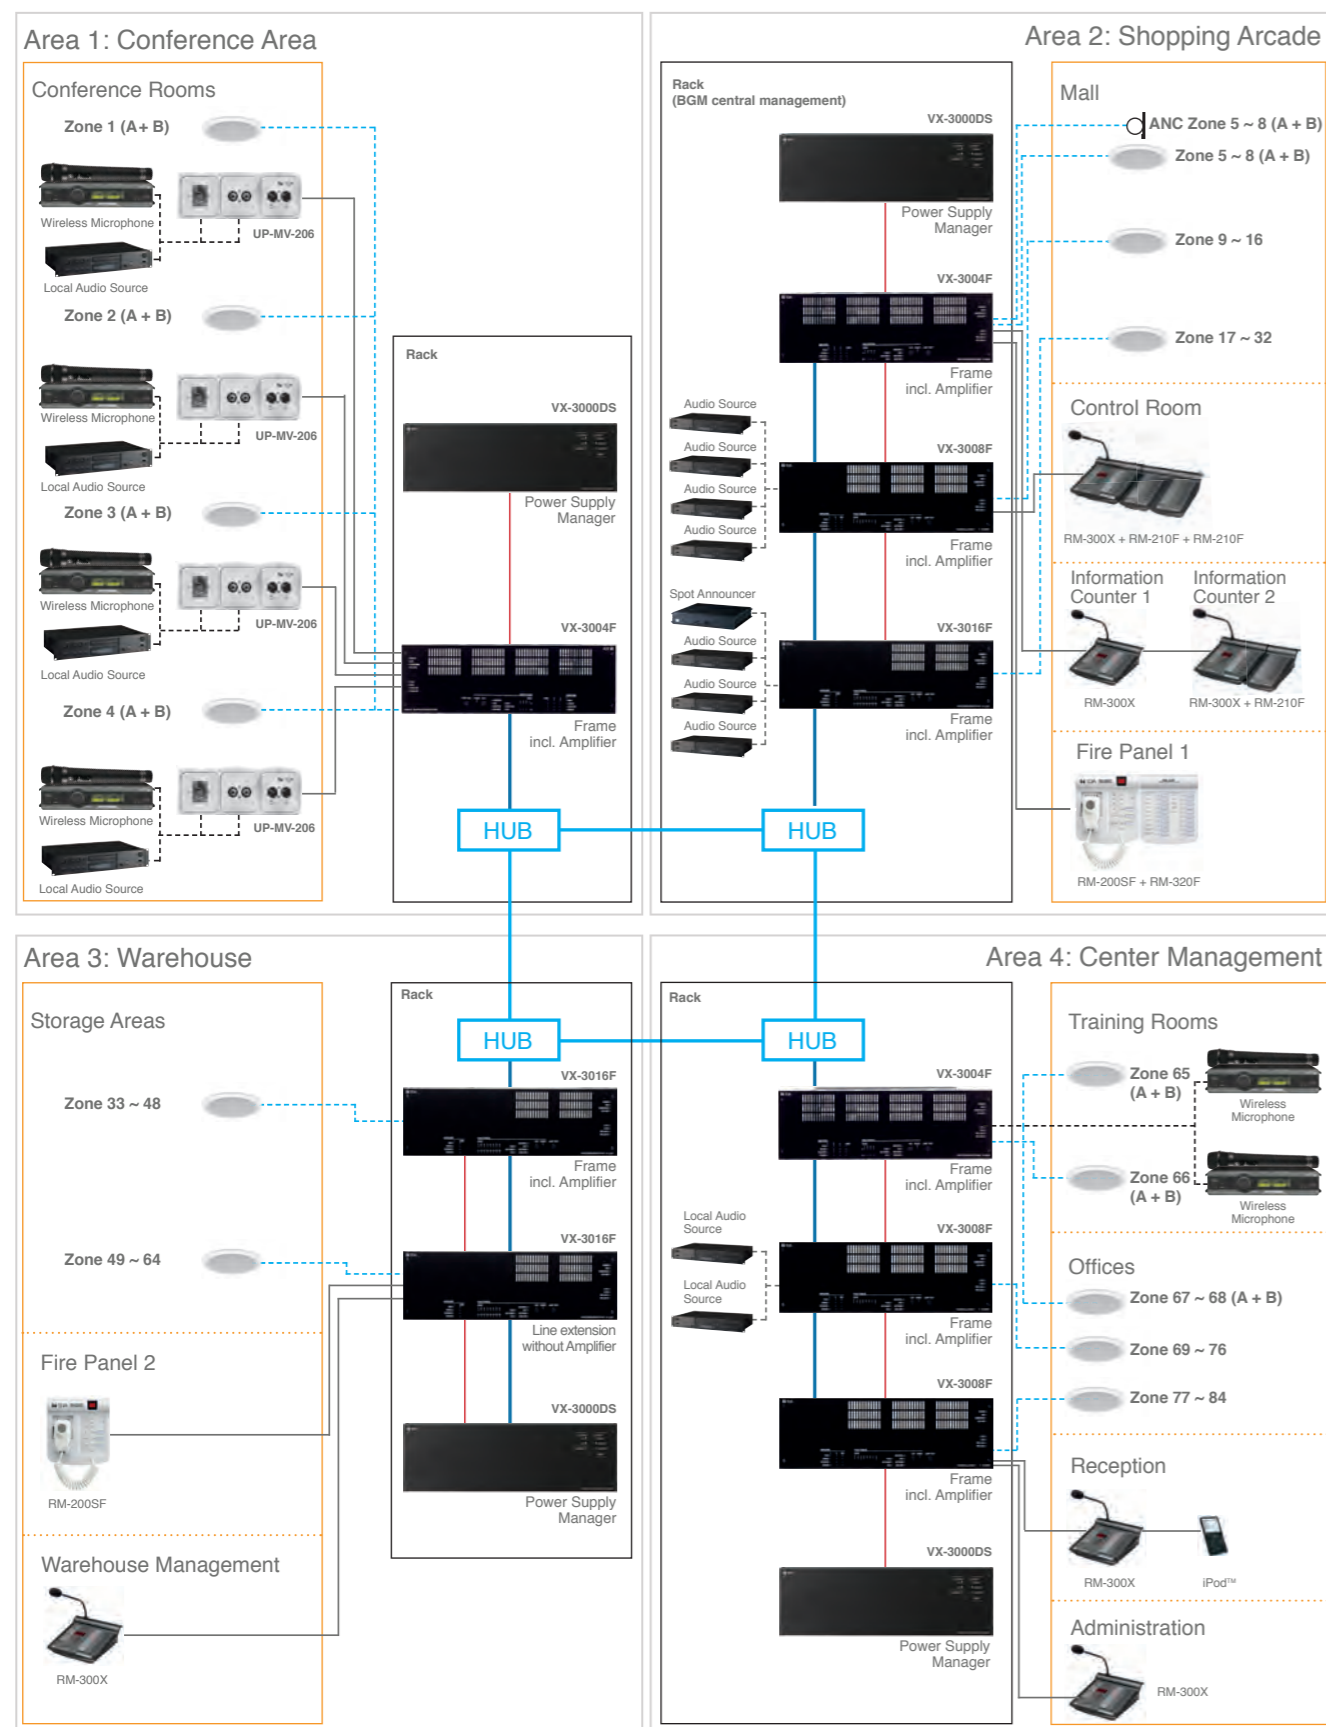 Area 1: Conference Area
Conference Rooms
Zone 1 (A+ B)
Wireless Microphone
UP-MV-206
Local Audio Source
Zone 2 (A + B)
Wireless Microphone
UP-MV-206
Local Audio Source
Zone 3 (A + B)
Wireless Microphone
UP-MV-206
Local Audio Source
Zone 4 (A + B)
Wireless Microphone
UP-MV-206
Local Audio Source
Rack
VX-3000DS
Power Supply
Manager
VX-3004F
Frame
incl. Amplifier
HUB
Area 2: Shopping Arcade
Rack
(BGM central management)
VX-3000DS
Power Supply
Manager
VX-3004F
Frame
incl. Amplifier
Audio Source
Audio Source
Audio Source
Audio Source
VX-3008F
Frame
incl. Amplifier
Spot Announcer
Audio Source
Audio Source
Audio Source
VX-3016F
Frame
incl. Amplifier
HUB
Mall
ANC Zone 5 ~ 8 (A + B)
Zone 5 ~ 8 (A + B)
Zone 9 ~ 16
Zone 17 ~ 32
Control Room
RM-300X + RM-210F + RM-210F
Information
Counter 1
RM-300X
Information
Counter 2
RM-300X + RM-210F
Fire Panel 1
RM-200SF + RM-320F
Area 3: Warehouse
Storage Areas
Zone 33 ~ 48
Zone 49 ~ 64
Fire Panel 2
RM-200SF
Warehouse Management
RM-300X
Rack
HUB
VX-3016F
Frame
incl. Amplifier
VX-3016F
Line extension
without Amplifier
VX-3000DS
Power Supply
Manager
Area 4: Center Management
Rack
HUB
VX-3004F
Frame
incl. Amplifier
Local Audio
Source
Local Audio
Source
VX-3008F
Frame
incl. Amplifier
VX-3008F
Frame
incl. Amplifier
VX-3000DS
Power Supply
Manager
Training Rooms
Zone 65
(A + B)
Wireless
Microphone
Zone 66
(A + B)
Wireless
Microphone
Offices
Zone 67 ~ 68 (A + B)
Zone 69 ~ 76
Zone 77 ~ 84
Reception
RM-300X
iPod™
Administration
RM-300X